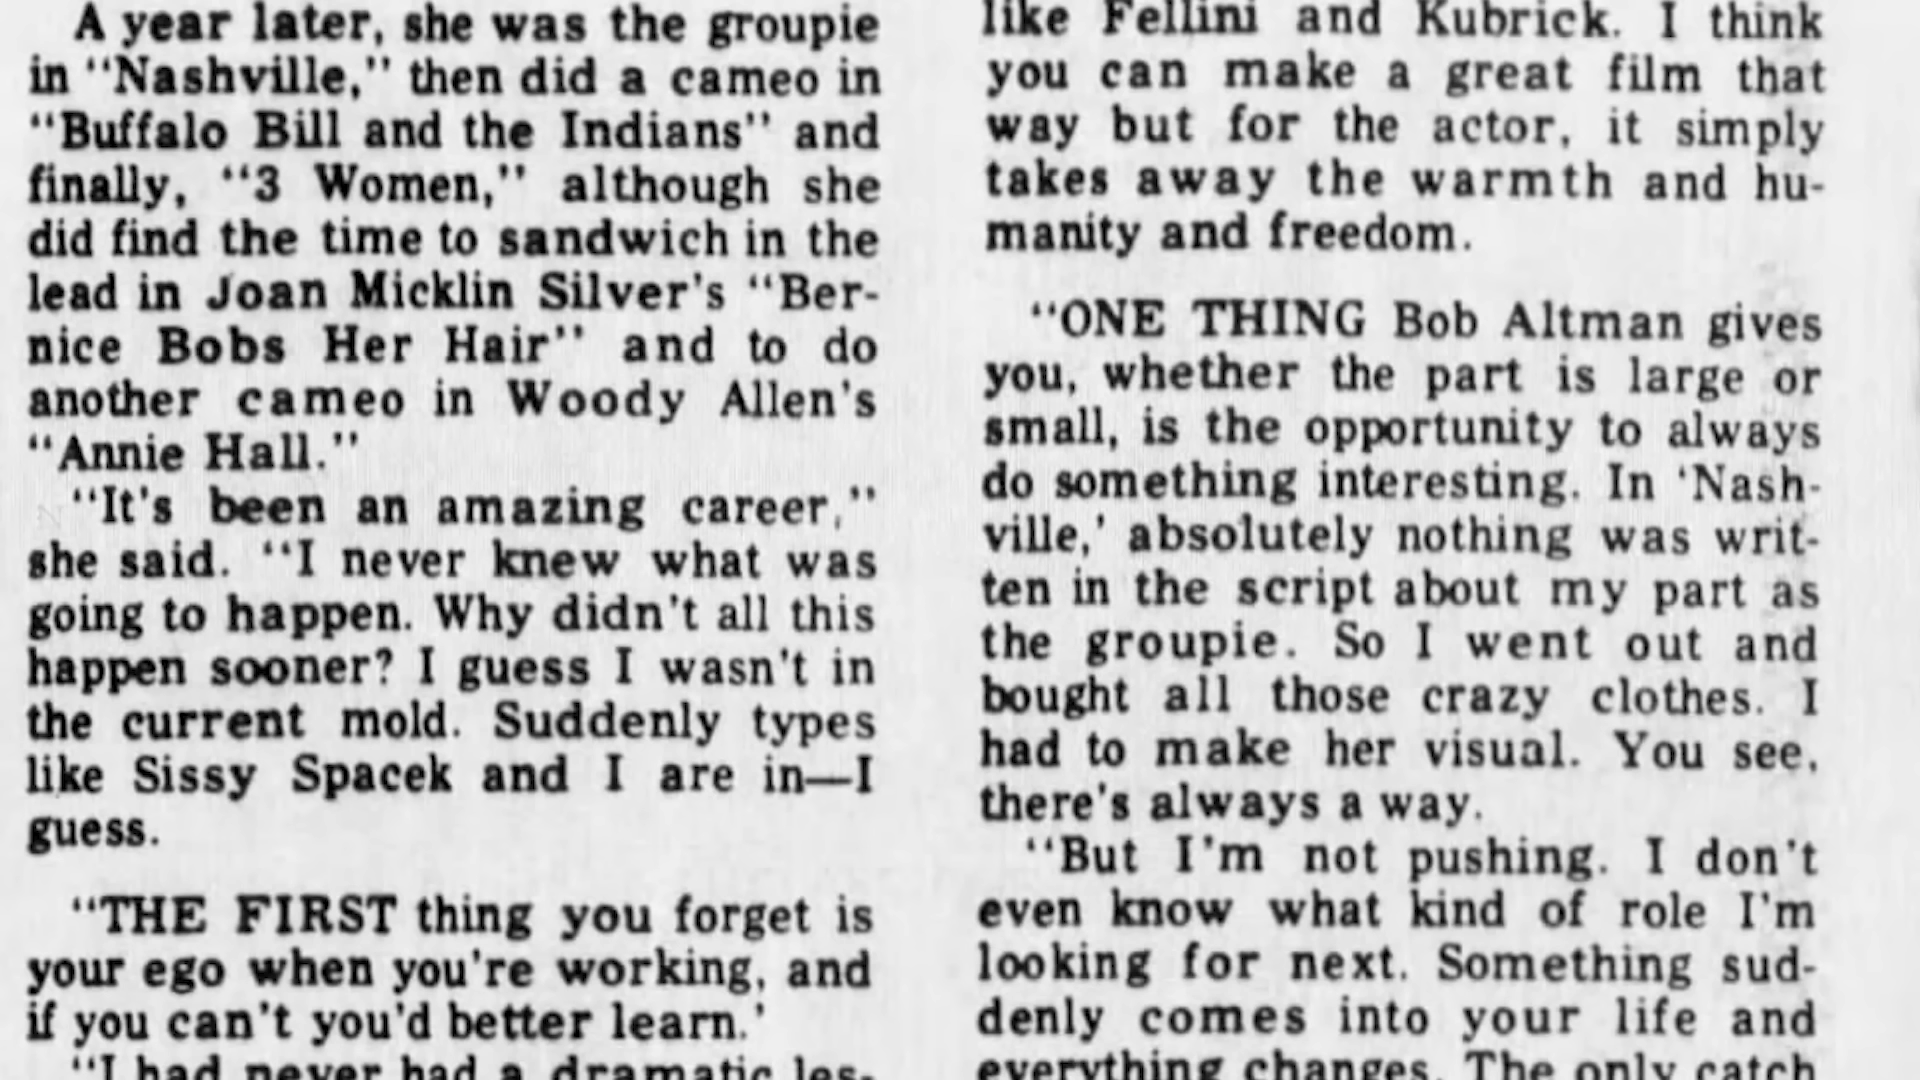 A year later, she was the groupie
in "Nashville," then did a cameo in
"Buffalo Bill and the Indians" and
finally, "3 Women," although she
did find the time to sandwich in the
lead in Joan Micklin Silver's "Ber-
nice Bobs Her Hair" and to do
another cameo in Woody Allen's
"Annie Hall."
"It's been an amazing career,"
she said. "I never knew what was
going to happen. Why didn't all this
happen sooner? I guess I wasn't in
the current mold. Suddenly types
like Sissy Spacek and I are in—I
guess.
"THE FIRST thing you forget is
your ego when you're working, and
if you can't you'd better learn.'
"I had never had a dramatic les-
like Fellini and Kubrick. I think
you can make a great film that
way but for the actor, it simply
takes away the warmth and hu-
manity and freedom.
"ONE THING Bob Altman gives
you, whether the part is large or
small, is the opportunity to always
do something interesting. In 'Nash-
ville,' absolutely nothing was writ-
ten in the script about my part as
the groupie. So I went out and
bought all those crazy clothes. I
had to make her visual. You see,
there's always a way.
"But I'm not pushing. I don't
even know what kind of role I'm
looking for next. Something sud-
denly comes into your life and
everything changes. The only catch